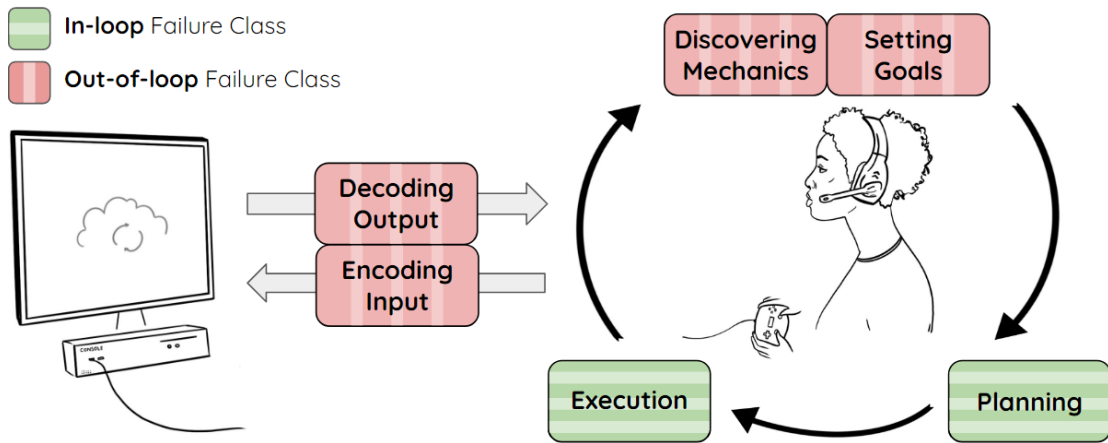 In-loop Failure Class
Out-of-loop Failure Class
Discovering
Mechanics
Setting
Goals
Decoding
Output
Encoding
Input
CONSOLE
Execution
Planning